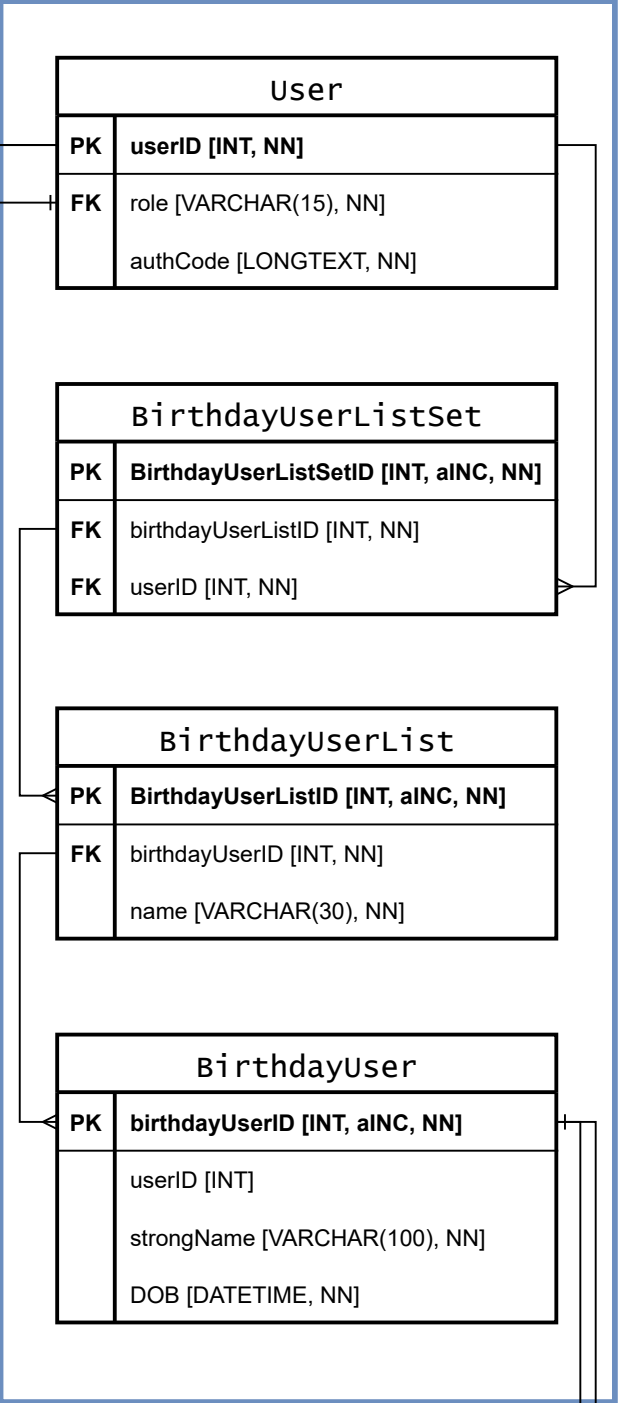 User
PK userID [INT, NN]
FK role [VARCHAR(15), NN]
authCode [LONGTEXT, NN]
BirthdayUserListSet
PK BirthdayUserListSetID [INT, aINC, NN]
FK birthdayUserListID [INT, NN]
FK userID [INT, NN]
BirthdayUserList
PK BirthdayUserListID [INT, aINC, NN]
FK birthdayUserID [INT, NN]
name [VARCHAR(30), NN]
BirthdayUser
PK birthdayUserID [INT, aINC, NN]
userID [INT]
strongName [VARCHAR(100), NN]
DOB [DATETIME, NN]